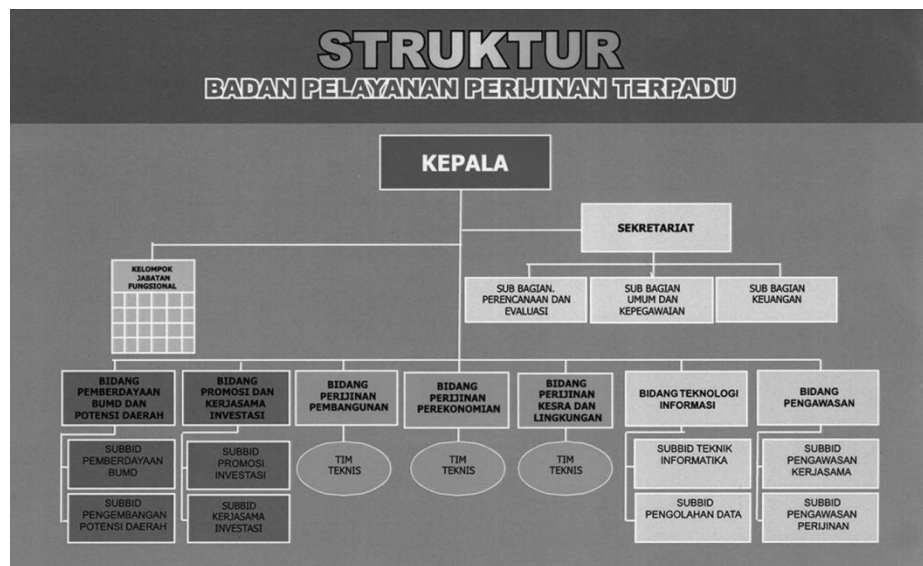 STRUKTUR
BADAN PELAYANAN PERIJINAN TERPADU
KEPALA
SEKRETARIAT
KELOMPOK
JABATAN
FUNGSIONAL
SUB BAGIAN.
PERENCANAAN DAN
EVALUASI
SUB BAGIAN
UMUM DAN
KEPEGAWAIAN
SUB BAGIAN
KEUANGAN
BIDANG
PEMBERDAYAAN
BUMD DAN
POTENSI DAERAH
BIDANG
PROMOSI DAN
KERJASAMA
INVESTASI
BIDANG
PERIJINAN
PEMBANGUNAN
BIDANG
PERIJINAN
PEREKONOMIAN
BIDANG
PERIJINAN
KESRA DAN
LINGKUNGAN
BIDANG TEKNOLOGI
INFORMASI
BIDANG
PENGAWASAN
SUBBID
PEMBERDAYAAN
BUMD
SUBBID
PROMOSI
INVESTASI
TIM
TEKNIS
TIM
TEKNIS
TIM
TEKNIS
SUBBID TEKNIK
INFORMATIKA
SUBBID
PENGAWASAN
KERJASAMA
SUBBID
PENGEMBANGAN
POTENSI DAERAH
SUBBID
KERJASAMA
INVESTASI
SUBBID
PENGOLAHAN DATA
SUBBID
PENGAWASAN
PERIJINAN